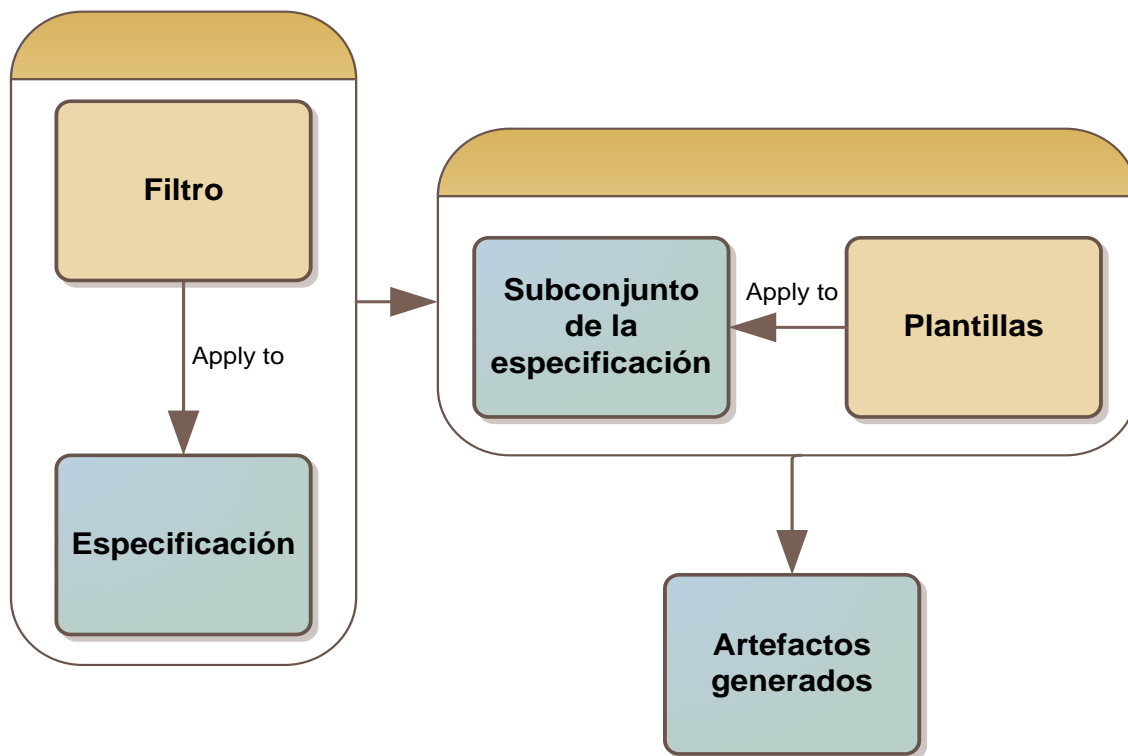 Filtro
Apply to
Especificación
Subconjunto
de la
especificación
Apply to
Plantillas
Artefactos
generados